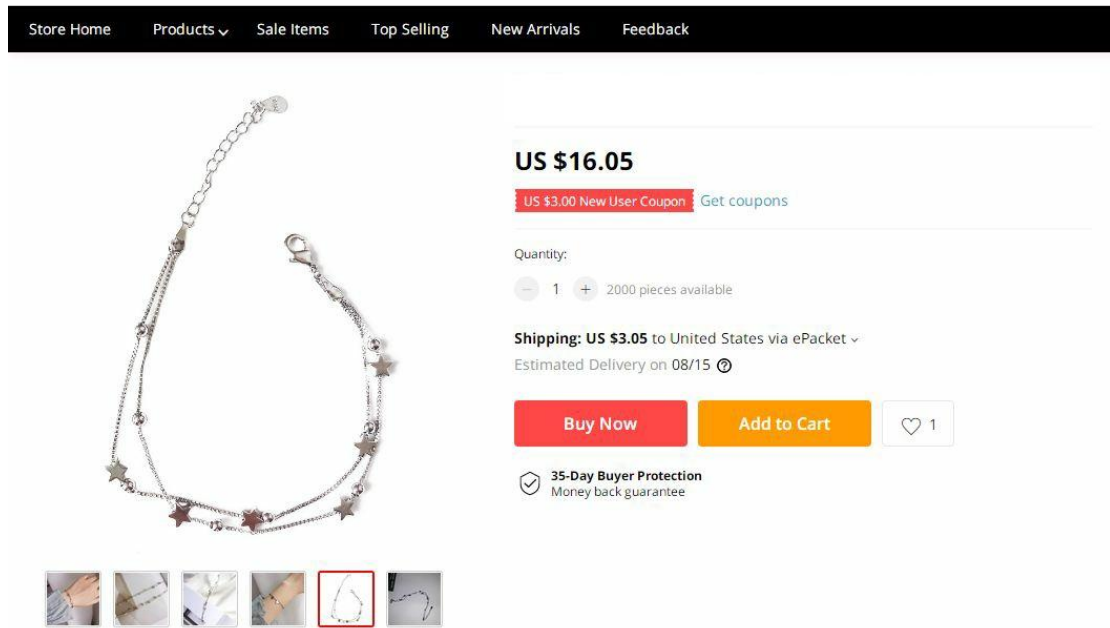 Store Home Products Sale Items Top Selling New Arrivals Feedback
US $16.05
US $3.00 New User Coupon Get coupons
Quantity:
− 1 + 2000 pieces available
Shipping: US $3.05 to United States via ePacket
Estimated Delivery on 08/15 ?
Buy Now Add to Cart 1
35-Day Buyer Protection
Money back guarantee